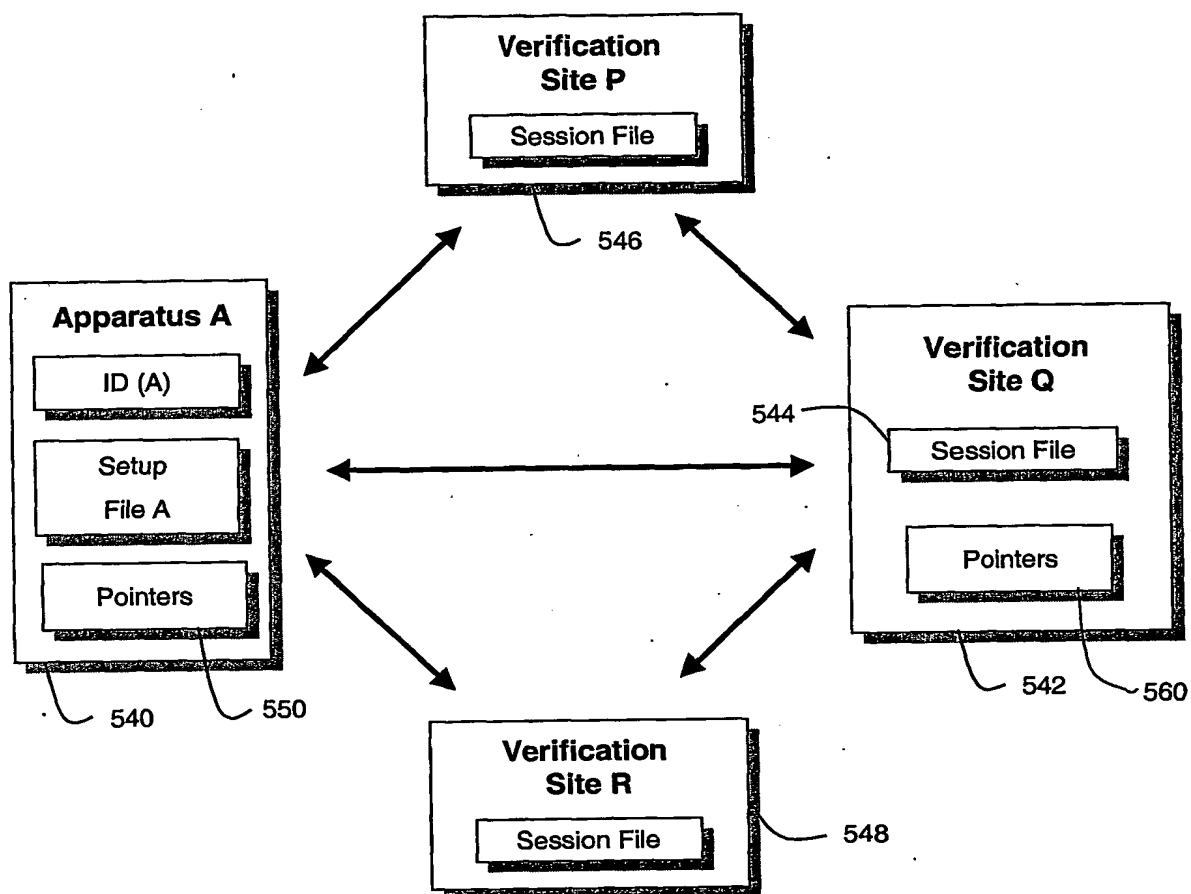 Verification
Site P
Session File
546
Apparatus A
ID (A)
Setup
File A
Pointers
540
550
Verification
Site Q
544
Session File
Pointers
542
560
Verification
Site R
Session File
548